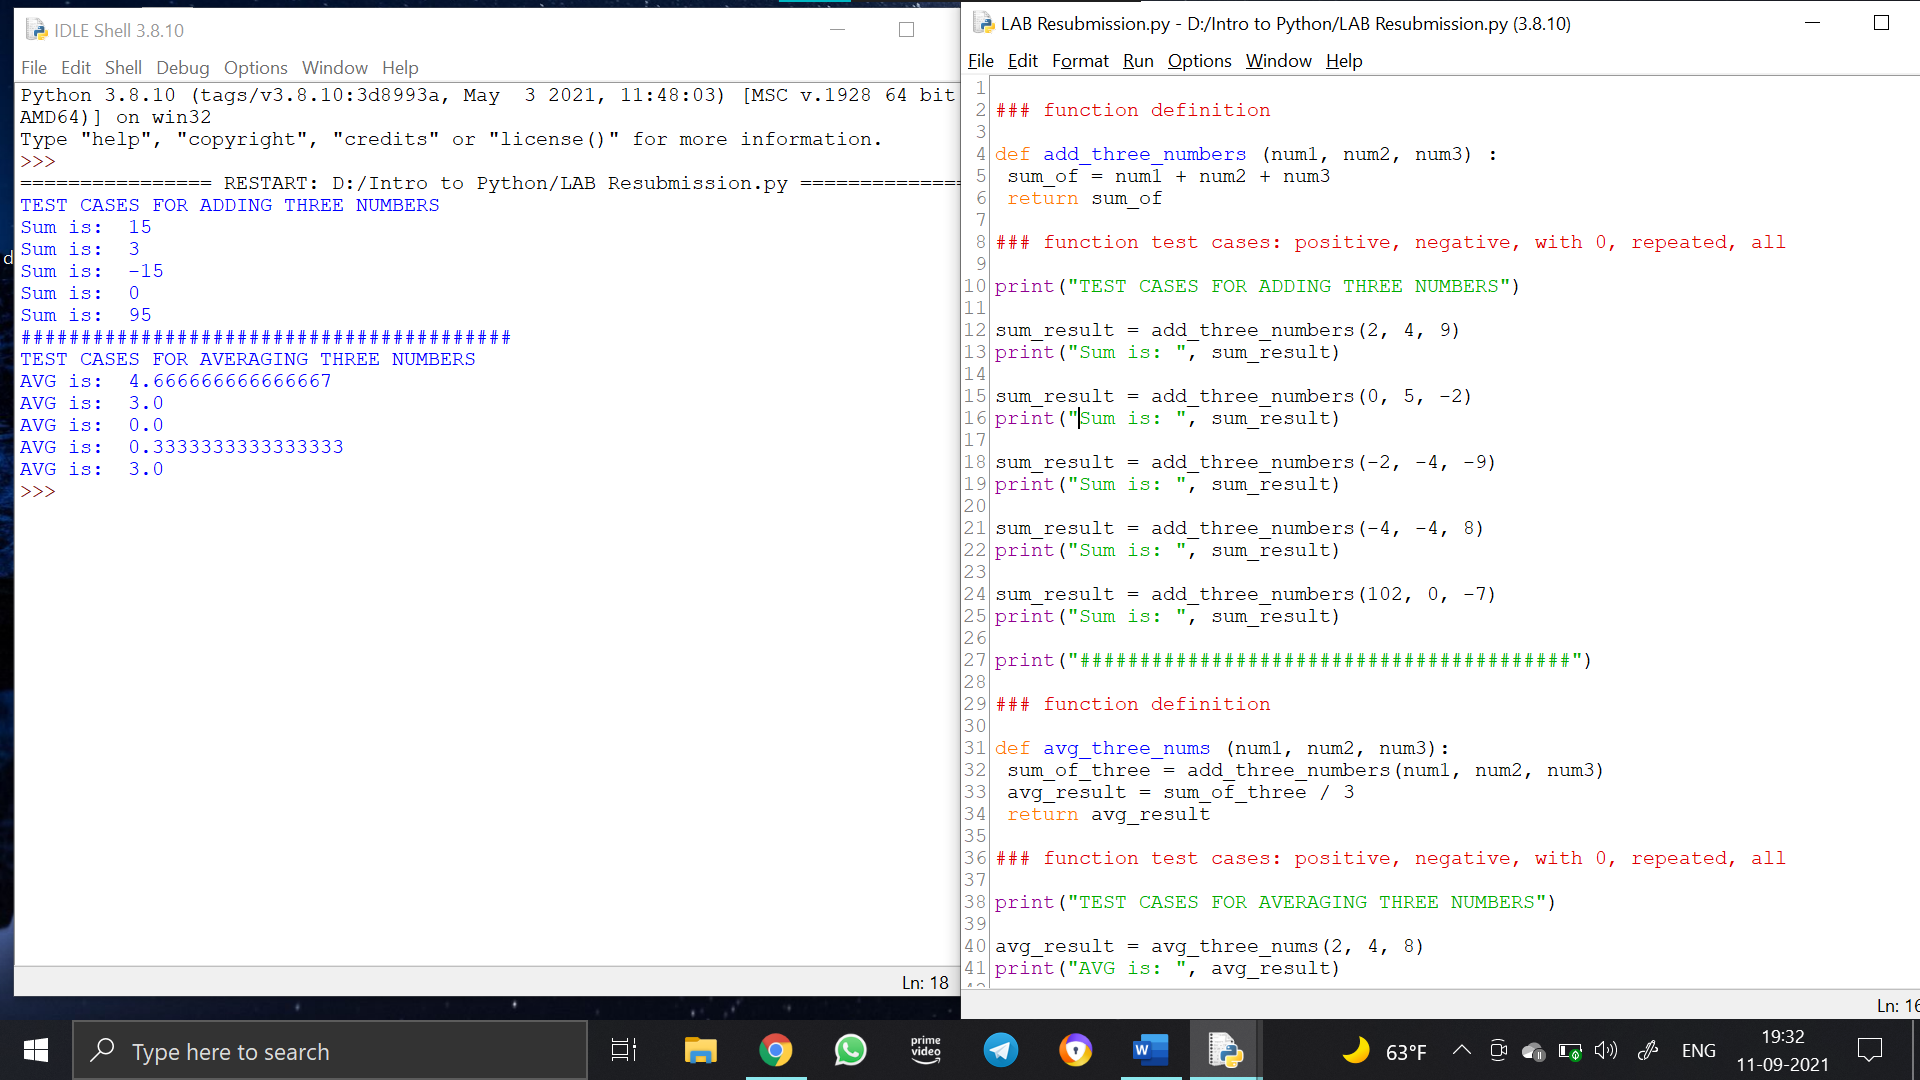 IDLE Shell 3.8.10
File Edit Shell Debug Options Window Help
Python 3.8.10 (tags/v3.8.10:3d8993a, May  3 2021, 11:48:03) [MSC v.1928 64 bit
AMD64)] on win32
Type "help", "copyright", "credits" or "license()" for more information.
>>>
================ RESTART: D:/Intro to Python/LAB Resubmission.py ==============
TEST CASES FOR ADDING THREE NUMBERS
Sum is:  15
Sum is:  3
Sum is:  -15
Sum is:  0
Sum is:  95
#########################################
TEST CASES FOR AVERAGING THREE NUMBERS
AVG is:  4.666666666666667
AVG is:  3.0
AVG is:  0.0
AVG is:  0.3333333333333333
AVG is:  3.0
>>>
Ln: 18
LAB Resubmission.py - D:/Intro to Python/LAB Resubmission.py (3.8.10)
File Edit Format Run Options Window Help
1
2 ### function definition
3
4 def add_three_numbers (num1, num2, num3) :
5  sum_of = num1 + num2 + num3
6  return sum_of
7
8 ### function test cases: positive, negative, with 0, repeated, all
9
10 print("TEST CASES FOR ADDING THREE NUMBERS")
11
12 sum_result = add_three_numbers(2, 4, 9)
13 print("Sum is: ", sum_result)
14
15 sum_result = add_three_numbers(0, 5, -2)
16 print("Sum is: ", sum_result)
17
18 sum_result = add_three_numbers(-2, -4, -9)
19 print("Sum is: ", sum_result)
20
21 sum_result = add_three_numbers(-4, -4, 8)
22 print("Sum is: ", sum_result)
23
24 sum_result = add_three_numbers(102, 0, -7)
25 print("Sum is: ", sum_result)
26
27 print("#########################################")
28
29 ### function definition
30
31 def avg_three_nums (num1, num2, num3):
32  sum_of_three = add_three_numbers(num1, num2, num3)
33  avg_result = sum_of_three / 3
34  return avg_result
35
36 ### function test cases: positive, negative, with 0, repeated, all
37
38 print("TEST CASES FOR AVERAGING THREE NUMBERS")
39
40 avg_result = avg_three_nums(2, 4, 8)
41 print("AVG is: ", avg_result)
Ln: 16
d
Type here to search
prime video
W
63°F
ENG
19:32
11-09-2021